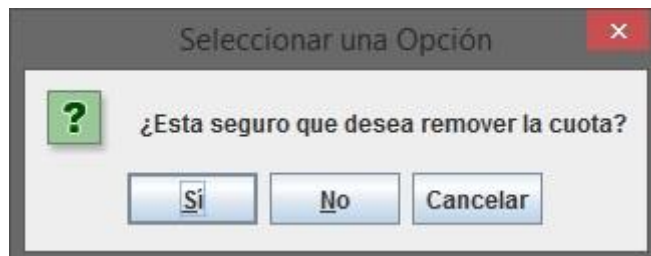 Seleccionar una Opción
¿Esta seguro que desea remover la cuota?
Sí No Cancelar